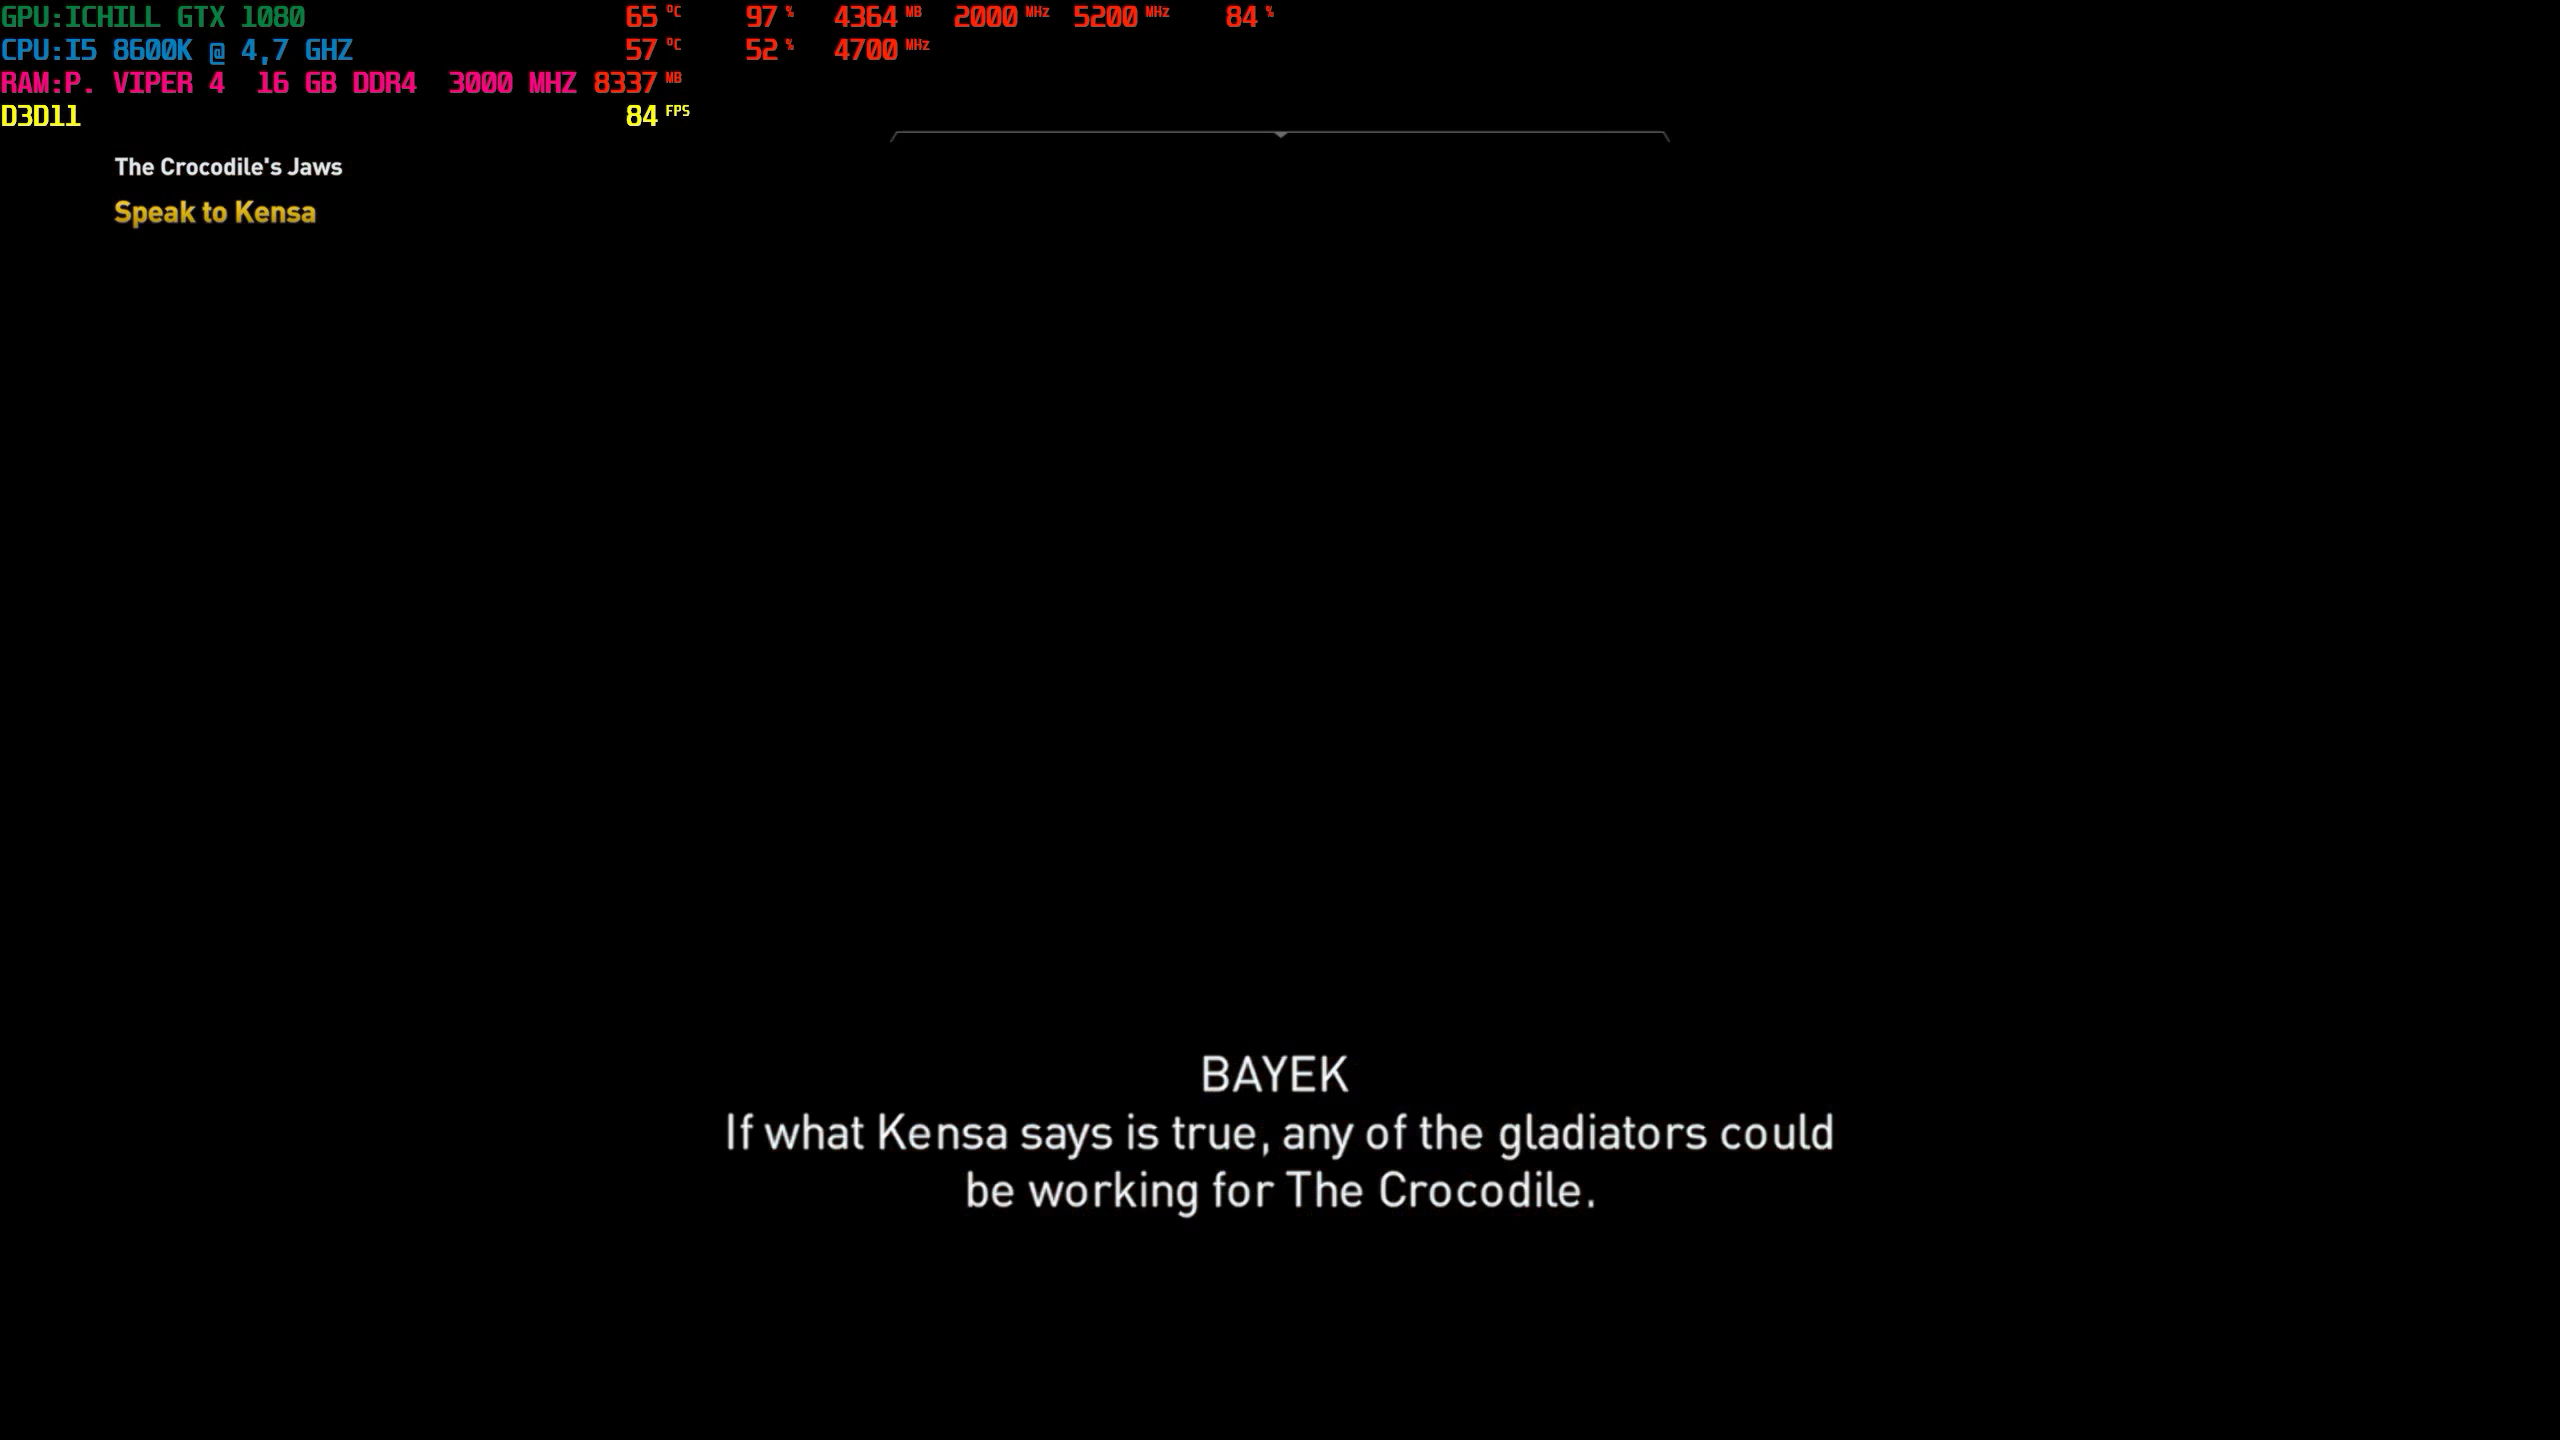 GPU:ICHILL GTX 1080 65 °C 97 % 4364 MB 2000 MHz 5200 MHz 84 %
CPU:I5 8600K @ 4,7 GHZ 57 °C 52 % 4700 MHz
RAM:P. VIPER 4 16 GB DDR4 3000 MHZ 8337 MB
D3D11 84 FPS
The Crocodile's Jaws
Speak to Kensa
BAYEK
If what Kensa says is true, any of the gladiators could
be working for The Crocodile.